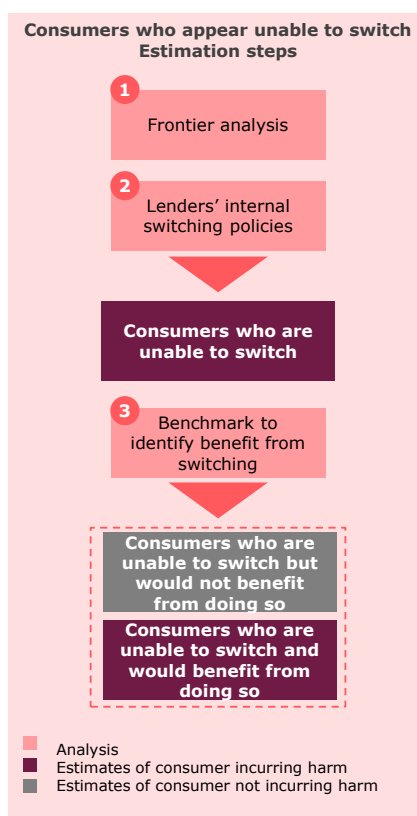 Consumers who appear unable to switch
Estimation steps
1
Frontier analysis
2
Lenders' internal
switching policies
Consumers who are
unable to switch
3
Benchmark to
identify benefit from
switching
Consumers who are
unable to switch but
would not benefit
from doing so
Consumers who are
unable to switch and
would benefit from
doing so
Analysis
Estimates of consumer incurring harm
Estimates of consumer not incurring harm